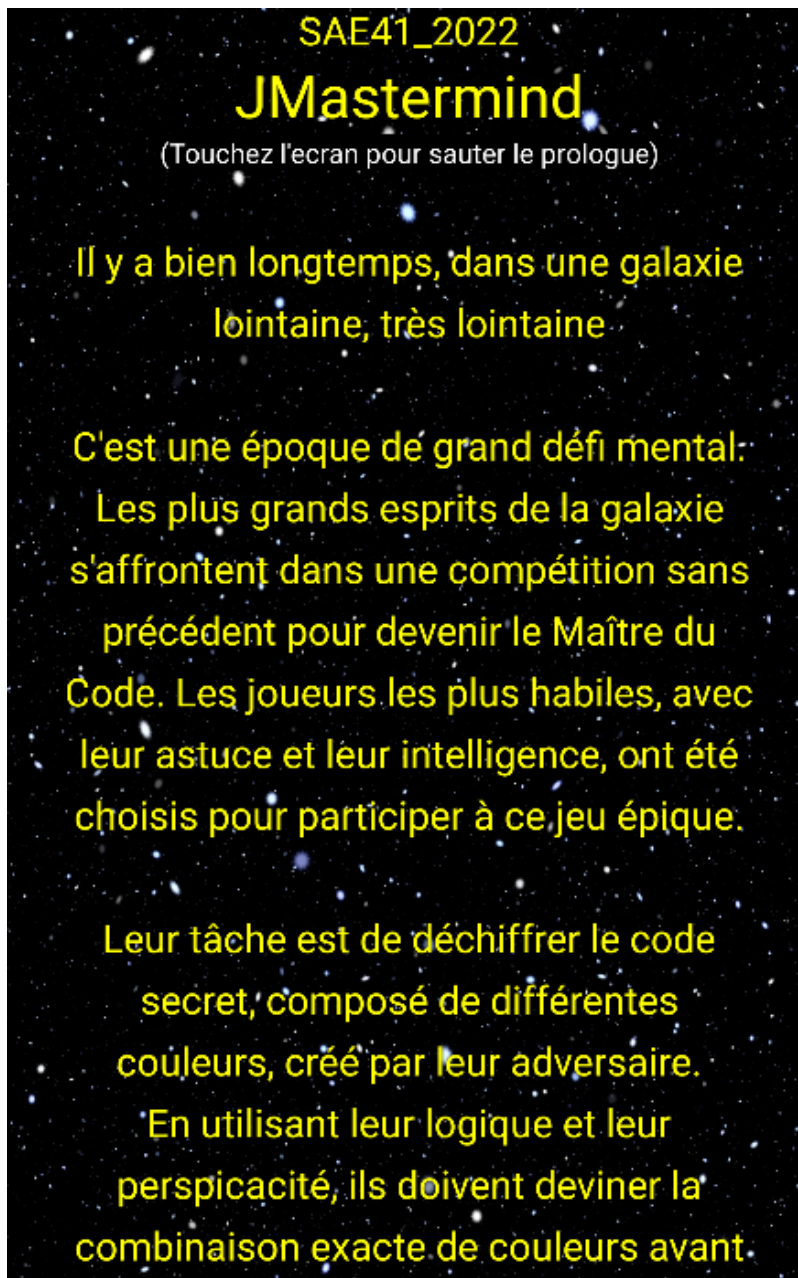 SAE41_2022
JMastermind
(Touchez l'ecran pour sauter le prologue)
Il y a bien longtemps, dans une galaxie
lointaine, très lointaine
C'est une époque de grand défi mental.
Les plus grands esprits de la galaxie
s'affrontent dans une compétition sans
précédent pour devenir le Maître du
Code. Les joueurs les plus habiles, avec
leur astuce et leur intelligence, ont été
choisis pour participer à ce jeu épique.
Leur tâche est de déchiffrer le code
secret, composé de différentes
couleurs, créé par leur adversaire.
En utilisant leur logique et leur
perspicacité, ils doivent deviner la
combinaison exacte de couleurs avant